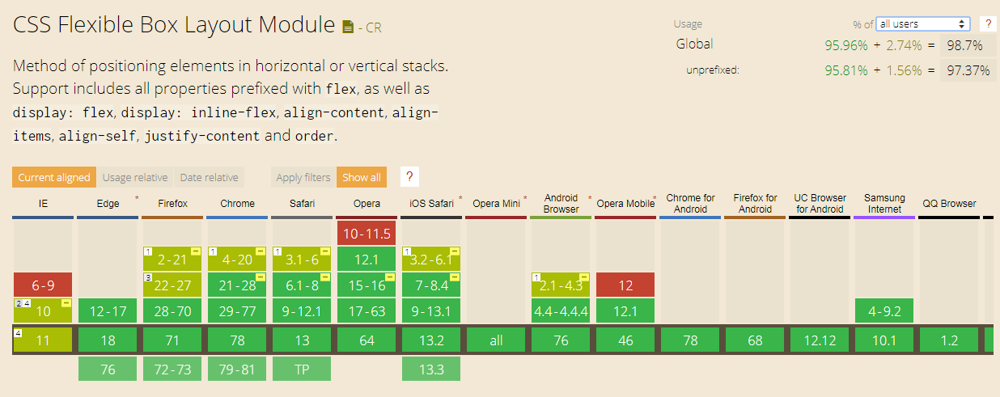 CSS Flexible Box Layout Module - CR
Usage % of all users ?
Global 95.96% + 2.74% = 98.7%
unprefixed: 95.81% + 1.56% = 97.37%
Method of positioning elements in horizontal or vertical stacks.
Support includes all properties prefixed with flex, as well as
display: flex, display: inline-flex, align-content, align-
items, align-self, justify-content and order.
Current aligned Usage relative Date relative Apply filters Show all ?
IE Edge * Firefox Chrome Safari Opera iOS Safari * Opera Mini * Android Browser * Opera Mobile * Chrome for Android Firefox for Android UC Browser for Android Samsung Internet QQ Browser
10-11.5
1 2-21 1 4-20 1 3.1-6 12.1 1 3.2-6.1
6-9 3 22-27 21-28 6.1-8 15-16 7-8.4 1 2.1-4.3 12
2 4 10 12-17 28-70 29-77 9-12.1 17-63 9-13.1 4.4-4.4.4 12.1 4-9.2
4 11 18 71 78 13 64 13.2 all 76 46 78 68 12.12 10.1 1.2
76 72-73 79-81 TP 13.3